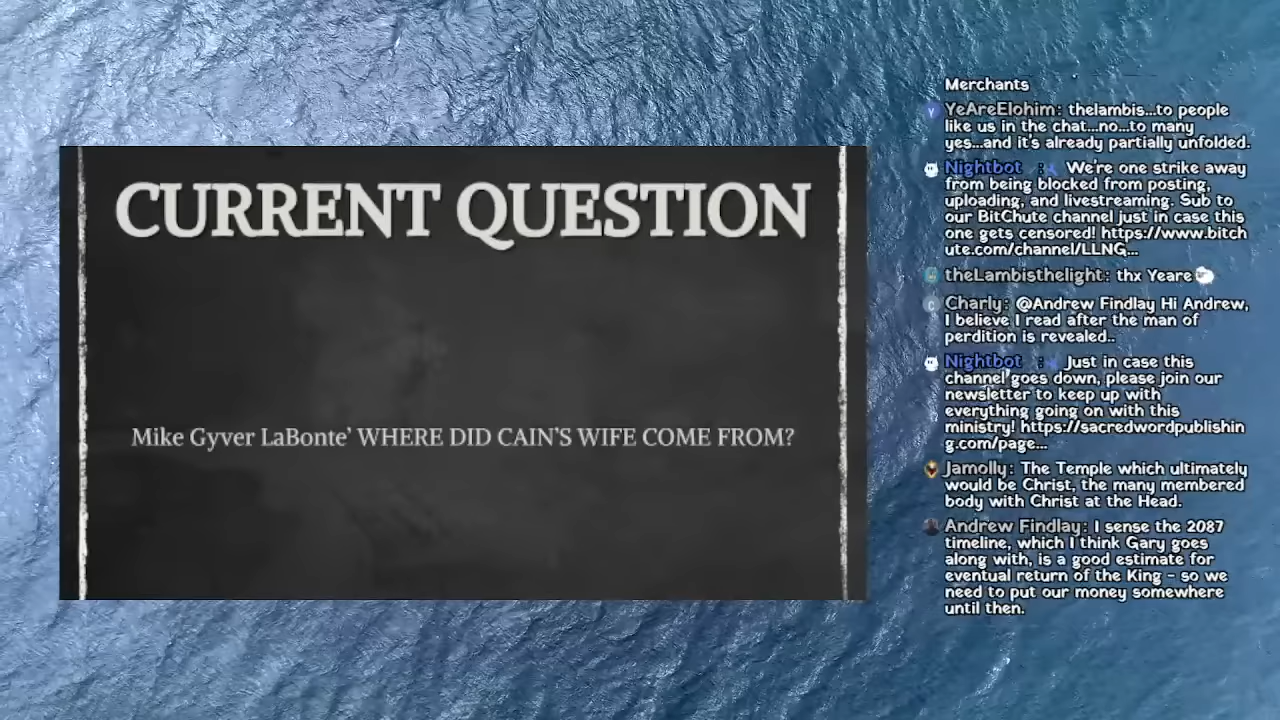 CURRENT QUESTION
Mike Gyver LaBonte' WHERE DID CAIN'S WIFE COME FROM?
Merchants
YeAreElohim: thelambis...to people
like us in the chat...no...to many
yes...and it's already partially unfolded.
Nightbot : We're one strike away
from being blocked from posting,
uploading, and livestreaming. Sub to
our BitChute channel just in case this
one gets censored! https://www.bitch
ute.com/channel/LLNG...
theLambisthelight: thx Yeare
Charly: @Andrew Findlay Hi Andrew,
I believe I read after the man of
perdition is revealed..
Nightbot : Just in case this
channel goes down, please join our
newsletter to keep up with
everything going on with this
ministry! https://sacredwordpublishin
g.com/page...
Jamolly: The Temple which ultimately
would be Christ, the many membered
body with Christ at the Head.
Andrew Findlay: I sense the 2087
timeline, which I think Gary goes
along with, is a good estimate for
eventual return of the King - so we
need to put our money somewhere
until then.